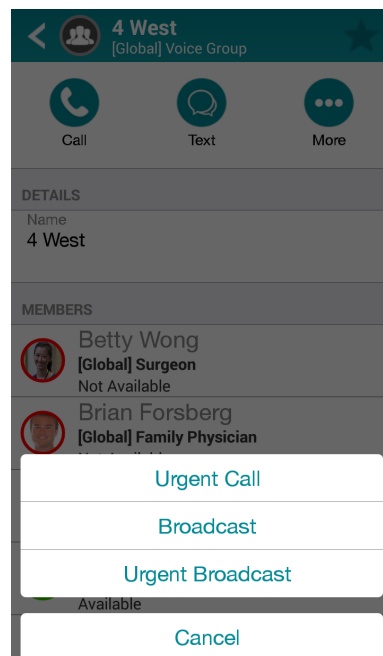 4 West
[Global] Voice Group
Call Text More
DETAILS
Name
4 West
MEMBERS
Betty Wong
[Global] Surgeon
Not Available
Brian Forsberg
[Global] Family Physician
Urgent Call
Broadcast
Urgent Broadcast
Available
Cancel